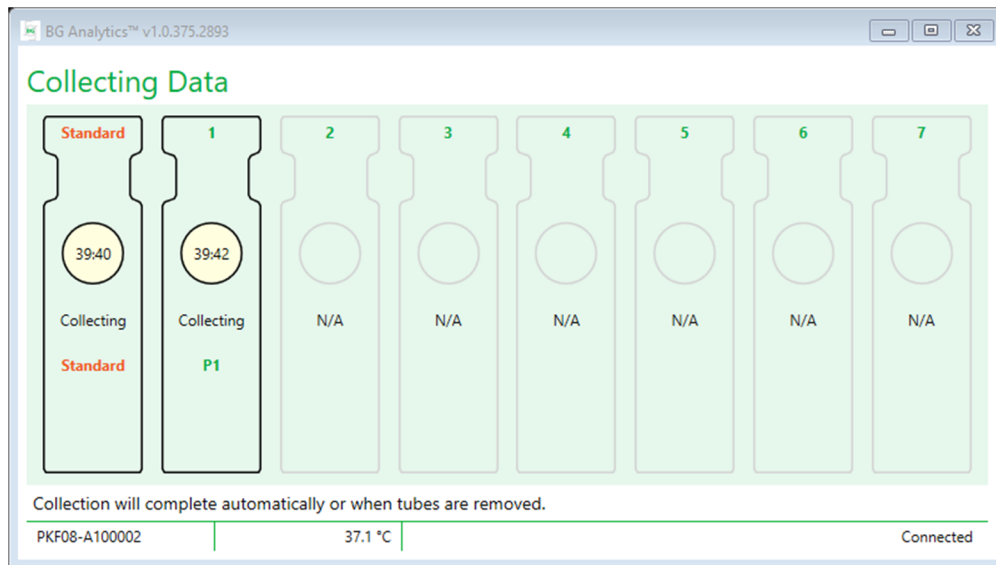 BG Analytics™ v1.0.375.2893
Collecting Data
Standard 1 2 3 4 5 6 7
39:40 39:42
Collecting Collecting N/A N/A N/A N/A N/A N/A
Standard P1
Collection will complete automatically or when tubes are removed.
PKF08-A100002 37.1 °C Connected